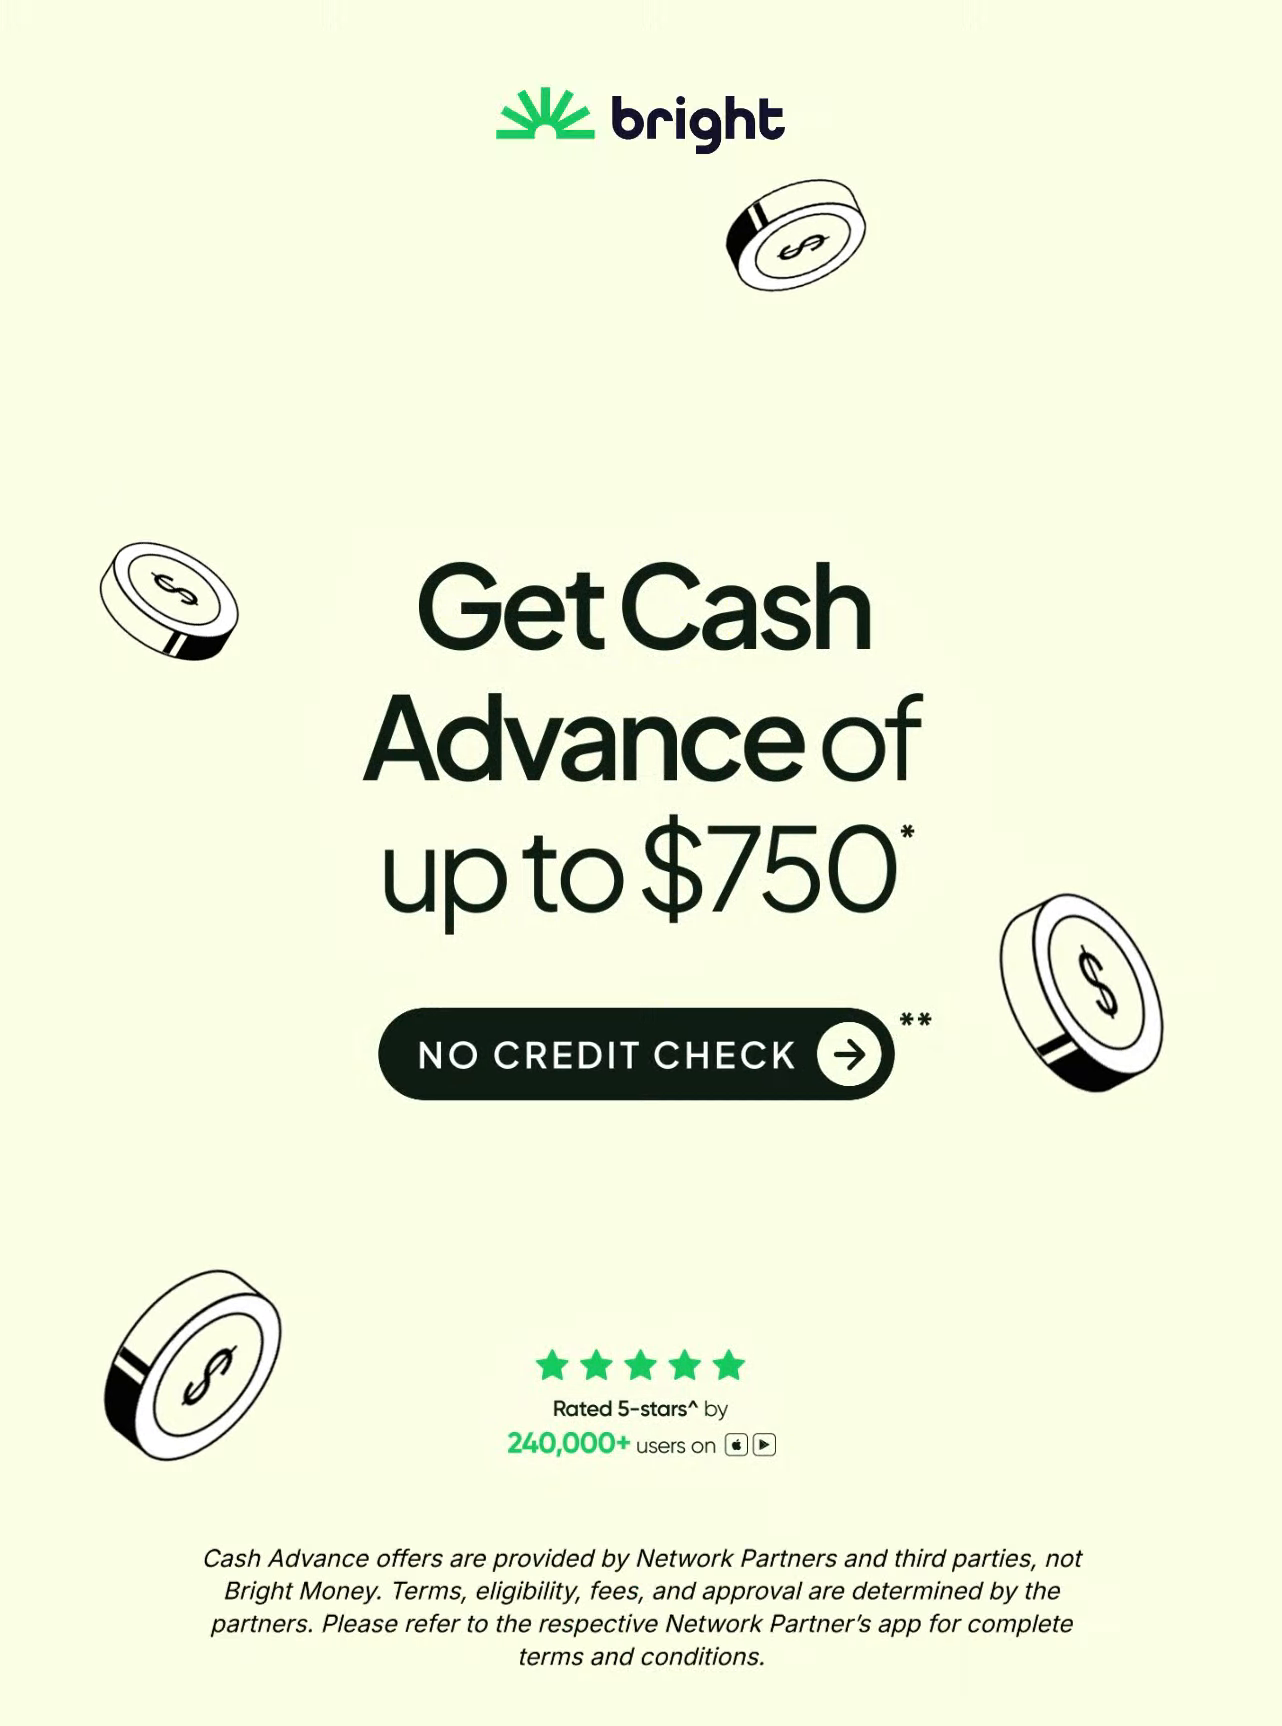 bright
Get Cash
Advance of
up to $750*
NO CREDIT CHECK **
Rated 5-stars^ by
240,000+ users on
Cash Advance offers are provided by Network Partners and third parties, not
Bright Money. Terms, eligibility, fees, and approval are determined by the
partners. Please refer to the respective Network Partner’s app for complete
terms and conditions.